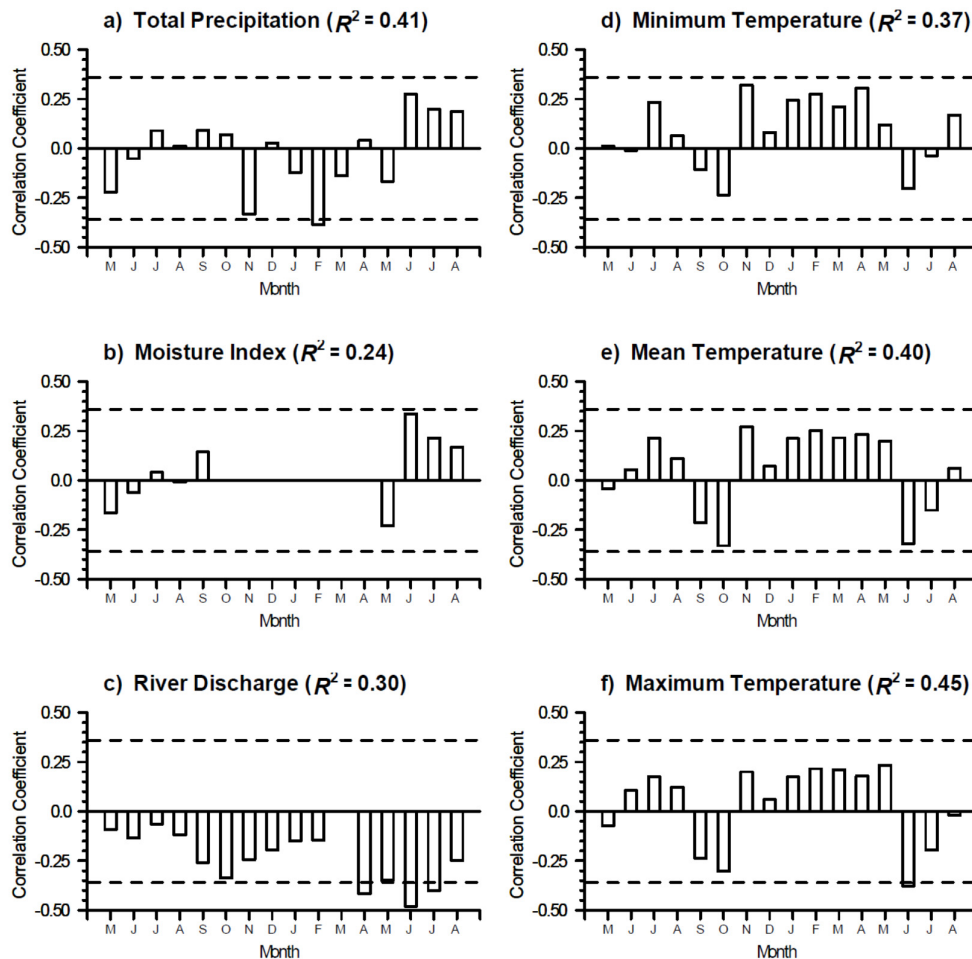 a) Total Precipitation (R² = 0.41)
0.50
0.25
0.0
-0.25
-0.50
Correlation Coefficient
M J J A S O N D J F M A M J J A
Month
b) Moisture Index (R² = 0.24)
0.50
0.25
0.0
-0.25
-0.50
Correlation Coefficient
M J J A S O N D J F M A M J J A
Month
c) River Discharge (R² = 0.30)
0.50
0.25
0.0
-0.25
-0.50
Correlation Coefficient
M J J A S O N D J F M A M J J A
Month
d) Minimum Temperature (R² = 0.37)
0.50
0.25
0.0
-0.25
-0.50
Correlation Coefficient
M J J A S O N D J F M A M J J A
Month
e) Mean Temperature (R² = 0.40)
0.50
0.25
0.0
-0.25
-0.50
Correlation Coefficient
M J J A S O N D J F M A M J J A
Month
f) Maximum Temperature (R² = 0.45)
0.50
0.25
0.0
-0.25
-0.50
Correlation Coefficient
M J J A S O N D J F M A M J J A
Month